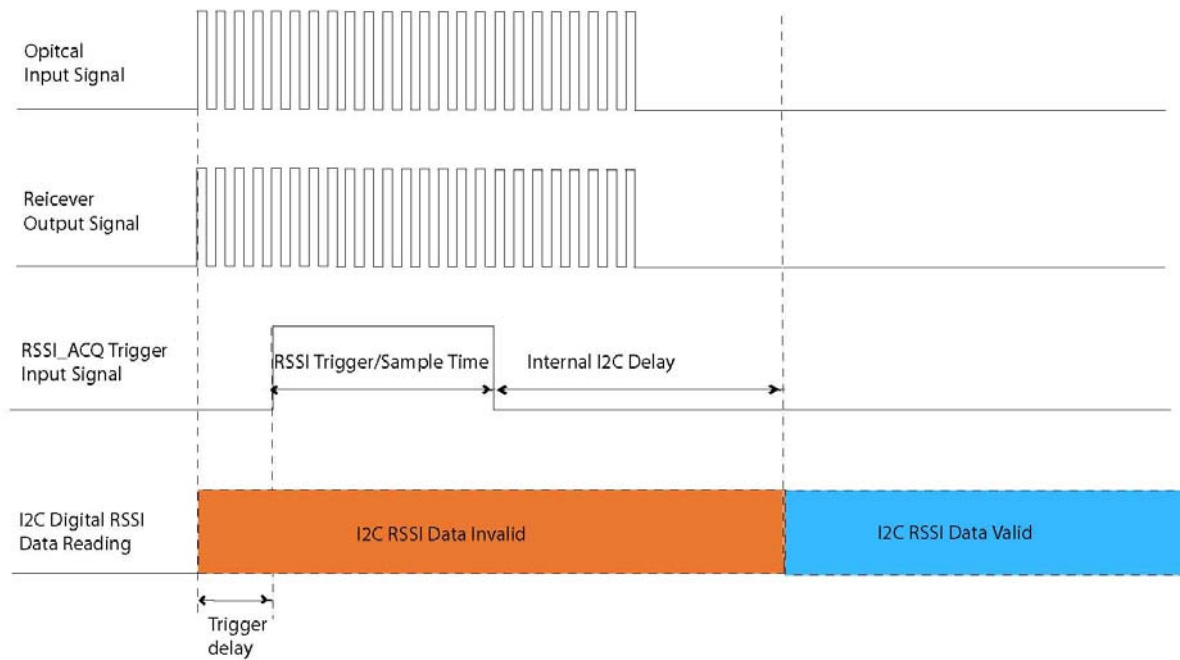 Opitcal
Input Signal
Reicever
Output Signal
RSSI_ACQ Trigger
Input Signal
RSSI Trigger/Sample Time
Internal I2C Delay
I2C Digital RSSI
Data Reading
I2C RSSI Data Invalid
I2C RSSI Data Valid
Trigger
delay